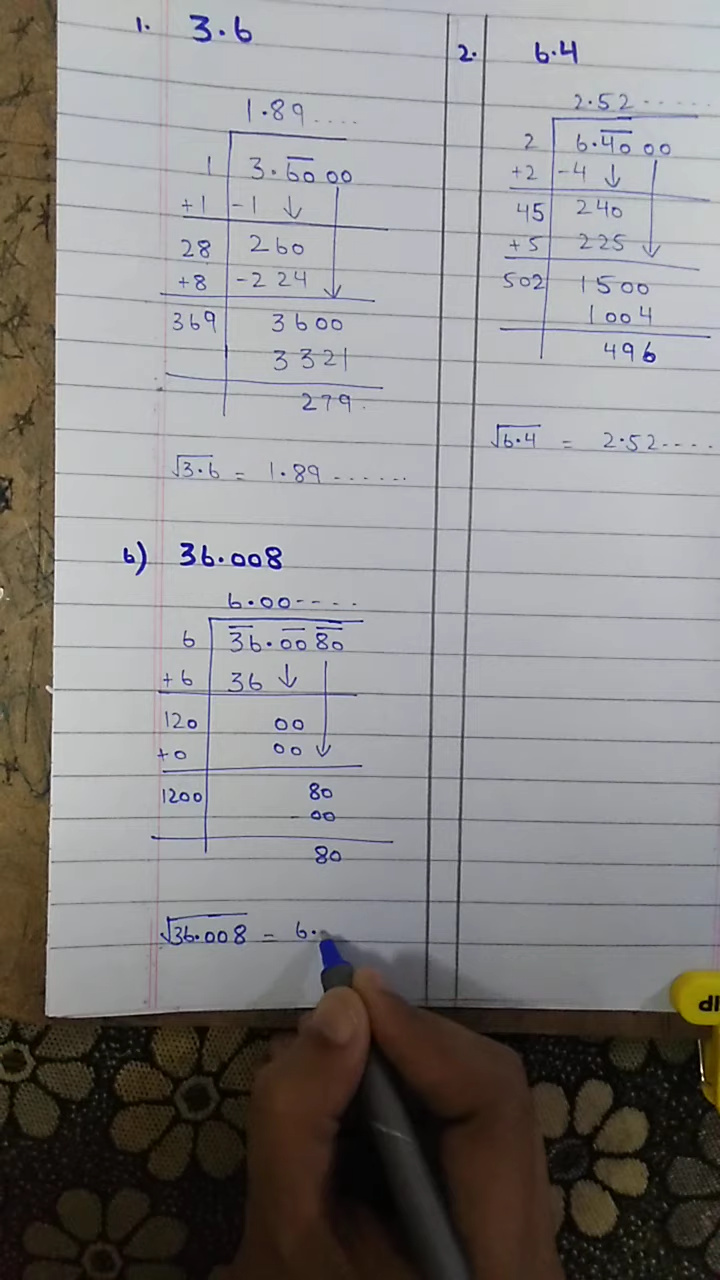 1. 3.6
1.89....
1 3.60 00
+1 -1 ↓
28 260
+8 -224
369 3600
3321
279.
√3.6 = 1.89......
2. 6.4
2.52.....
2 6.40 00
+2 -4 ↓
45 240
+5 225
502 1500
1004
496
√6.4 = 2.52....
6) 36.008
6.00----
6 36.00 80
+6 36 ↓
120 00
+0 00
1200 80
- 00
80
√36.008 = 6.